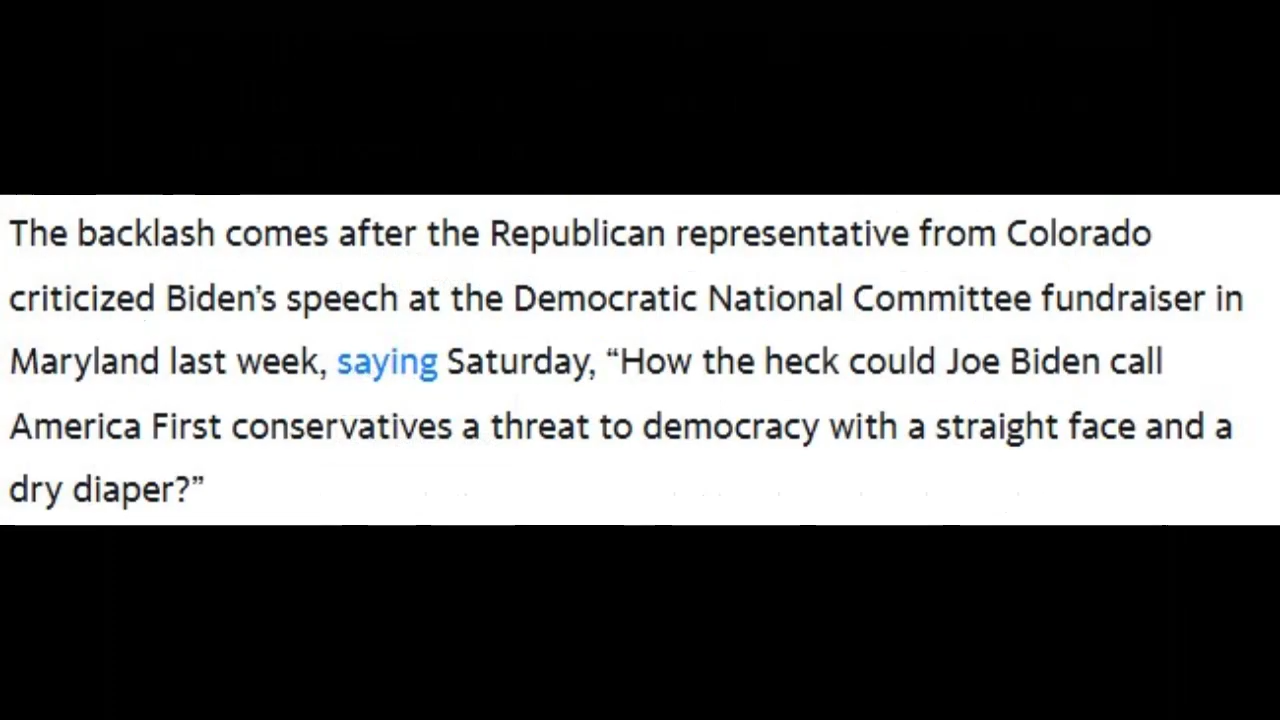 The backlash comes after the Republican representative from Colorado
criticized Biden’s speech at the Democratic National Committee fundraiser in
Maryland last week, saying Saturday, “How the heck could Joe Biden call
America First conservatives a threat to democracy with a straight face and a
dry diaper?”